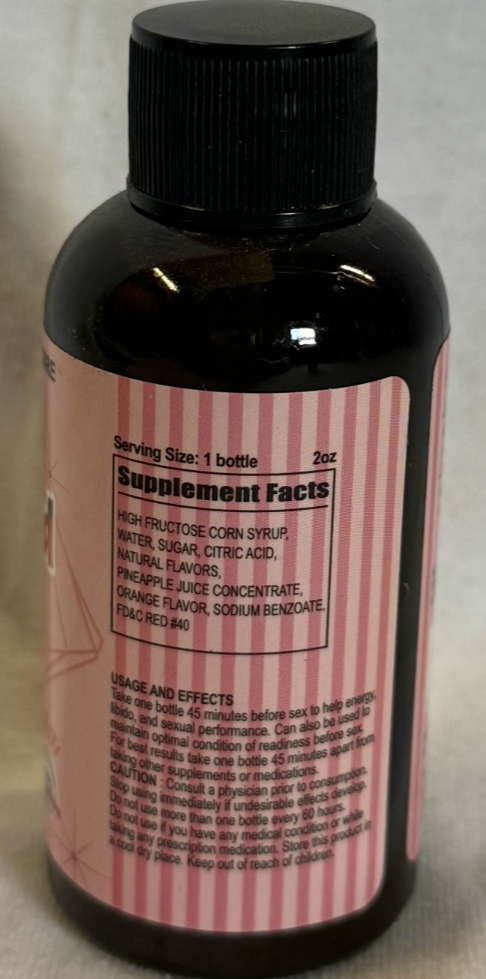 Serving Size: 1 bottle 2oz
Supplement Facts
HIGH FRUCTOSE CORN SYRUP,
WATER, SUGAR, CITRIC ACID,
NATURAL FLAVORS,
PINEAPPLE JUICE CONCENTRATE,
ORANGE FLAVOR, SODIUM BENZOATE,
FD&C RED #40
USAGE AND EFFECTS
Take one bottle 45 minutes before sex to help energy,
libido, and sexual performance. Can also be used to
maintain optimal condition of readiness before sex.
For best results take one bottle 45 minutes apart from
taking other supplements or medications.
CAUTION : Consult a physician prior to consumption.
Stop using immediately if undesirable effects develop.
Do not use more than one bottle every 60 hours.
Do not use if you have any medical condition or while
taking any prescription medication. Store this product in
a cool dry place. Keep out of reach of children.